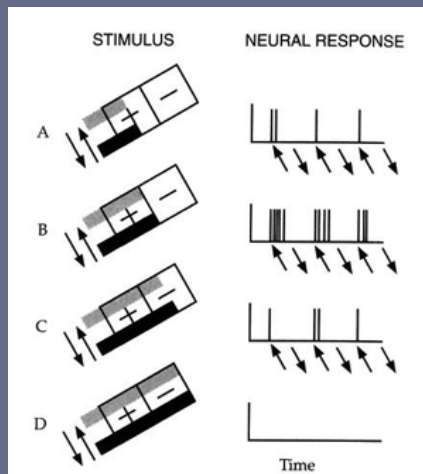 STIMULUS NEURAL RESPONSE
A + −
B + −
C + −
D + −
Time